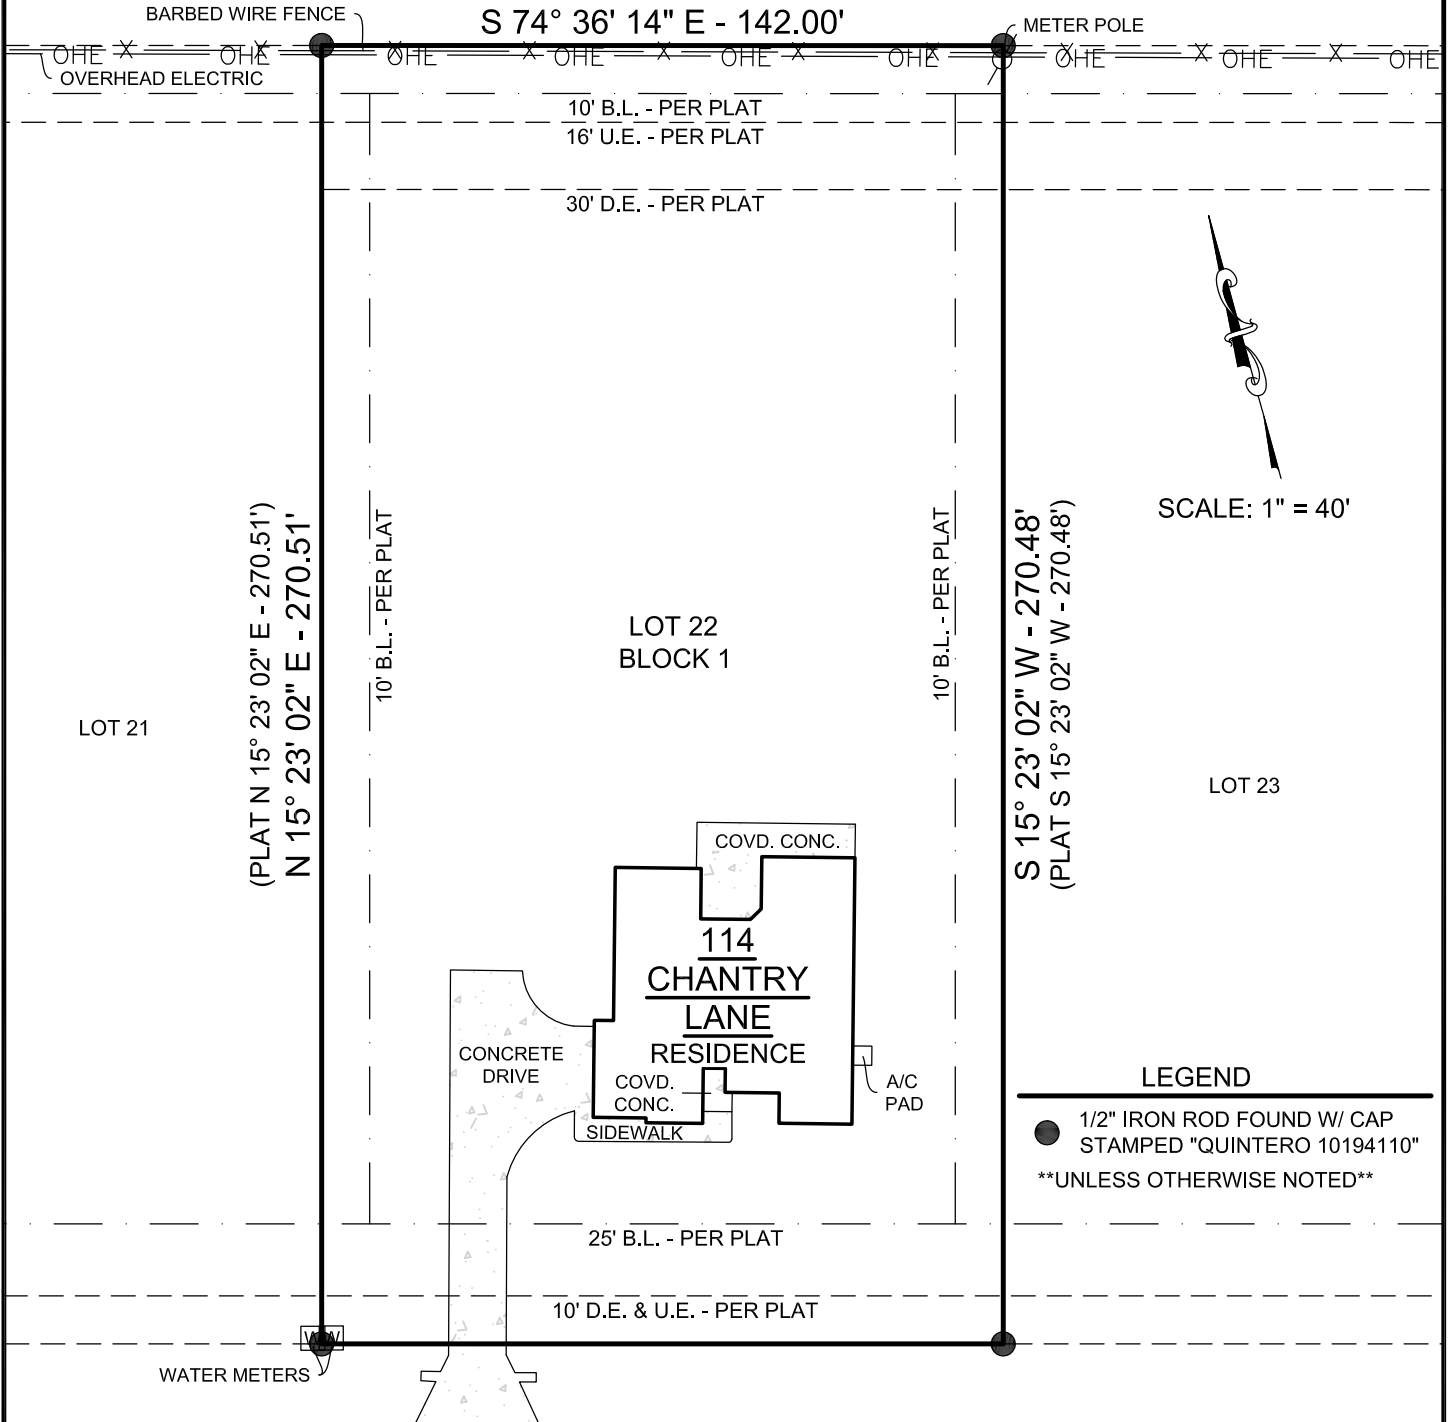 BARBED WIRE FENCE
S 74° 36' 14" E - 142.00'
METER POLE
OHE X OHE X OHE X OHE X OHE X OHE X OHE X OHE X OHE
OVERHEAD ELECTRIC
10' B.L. - PER PLAT
16' U.E. - PER PLAT
30' D.E. - PER PLAT
SCALE: 1" = 40'
(PLAT N 15° 23' 02" E - 270.51')
N 15° 23' 02" E - 270.51'
10' B.L. - PER PLAT
10' B.L. - PER PLAT
S 15° 23' 02" W - 270.48'
(PLAT S 15° 23' 02" W - 270.48')
LOT 22
BLOCK 1
LOT 21
LOT 23
COVD. CONC.
114
CHANTRY
LANE
RESIDENCE
CONCRETE
DRIVE
COVD.
CONC.
SIDEWALK
A/C
PAD
LEGEND
1/2" IRON ROD FOUND W/ CAP
STAMPED "QUINTERO 10194110"
**UNLESS OTHERWISE NOTED**
25' B.L. - PER PLAT
10' D.E. & U.E. - PER PLAT
WW
WATER METERS